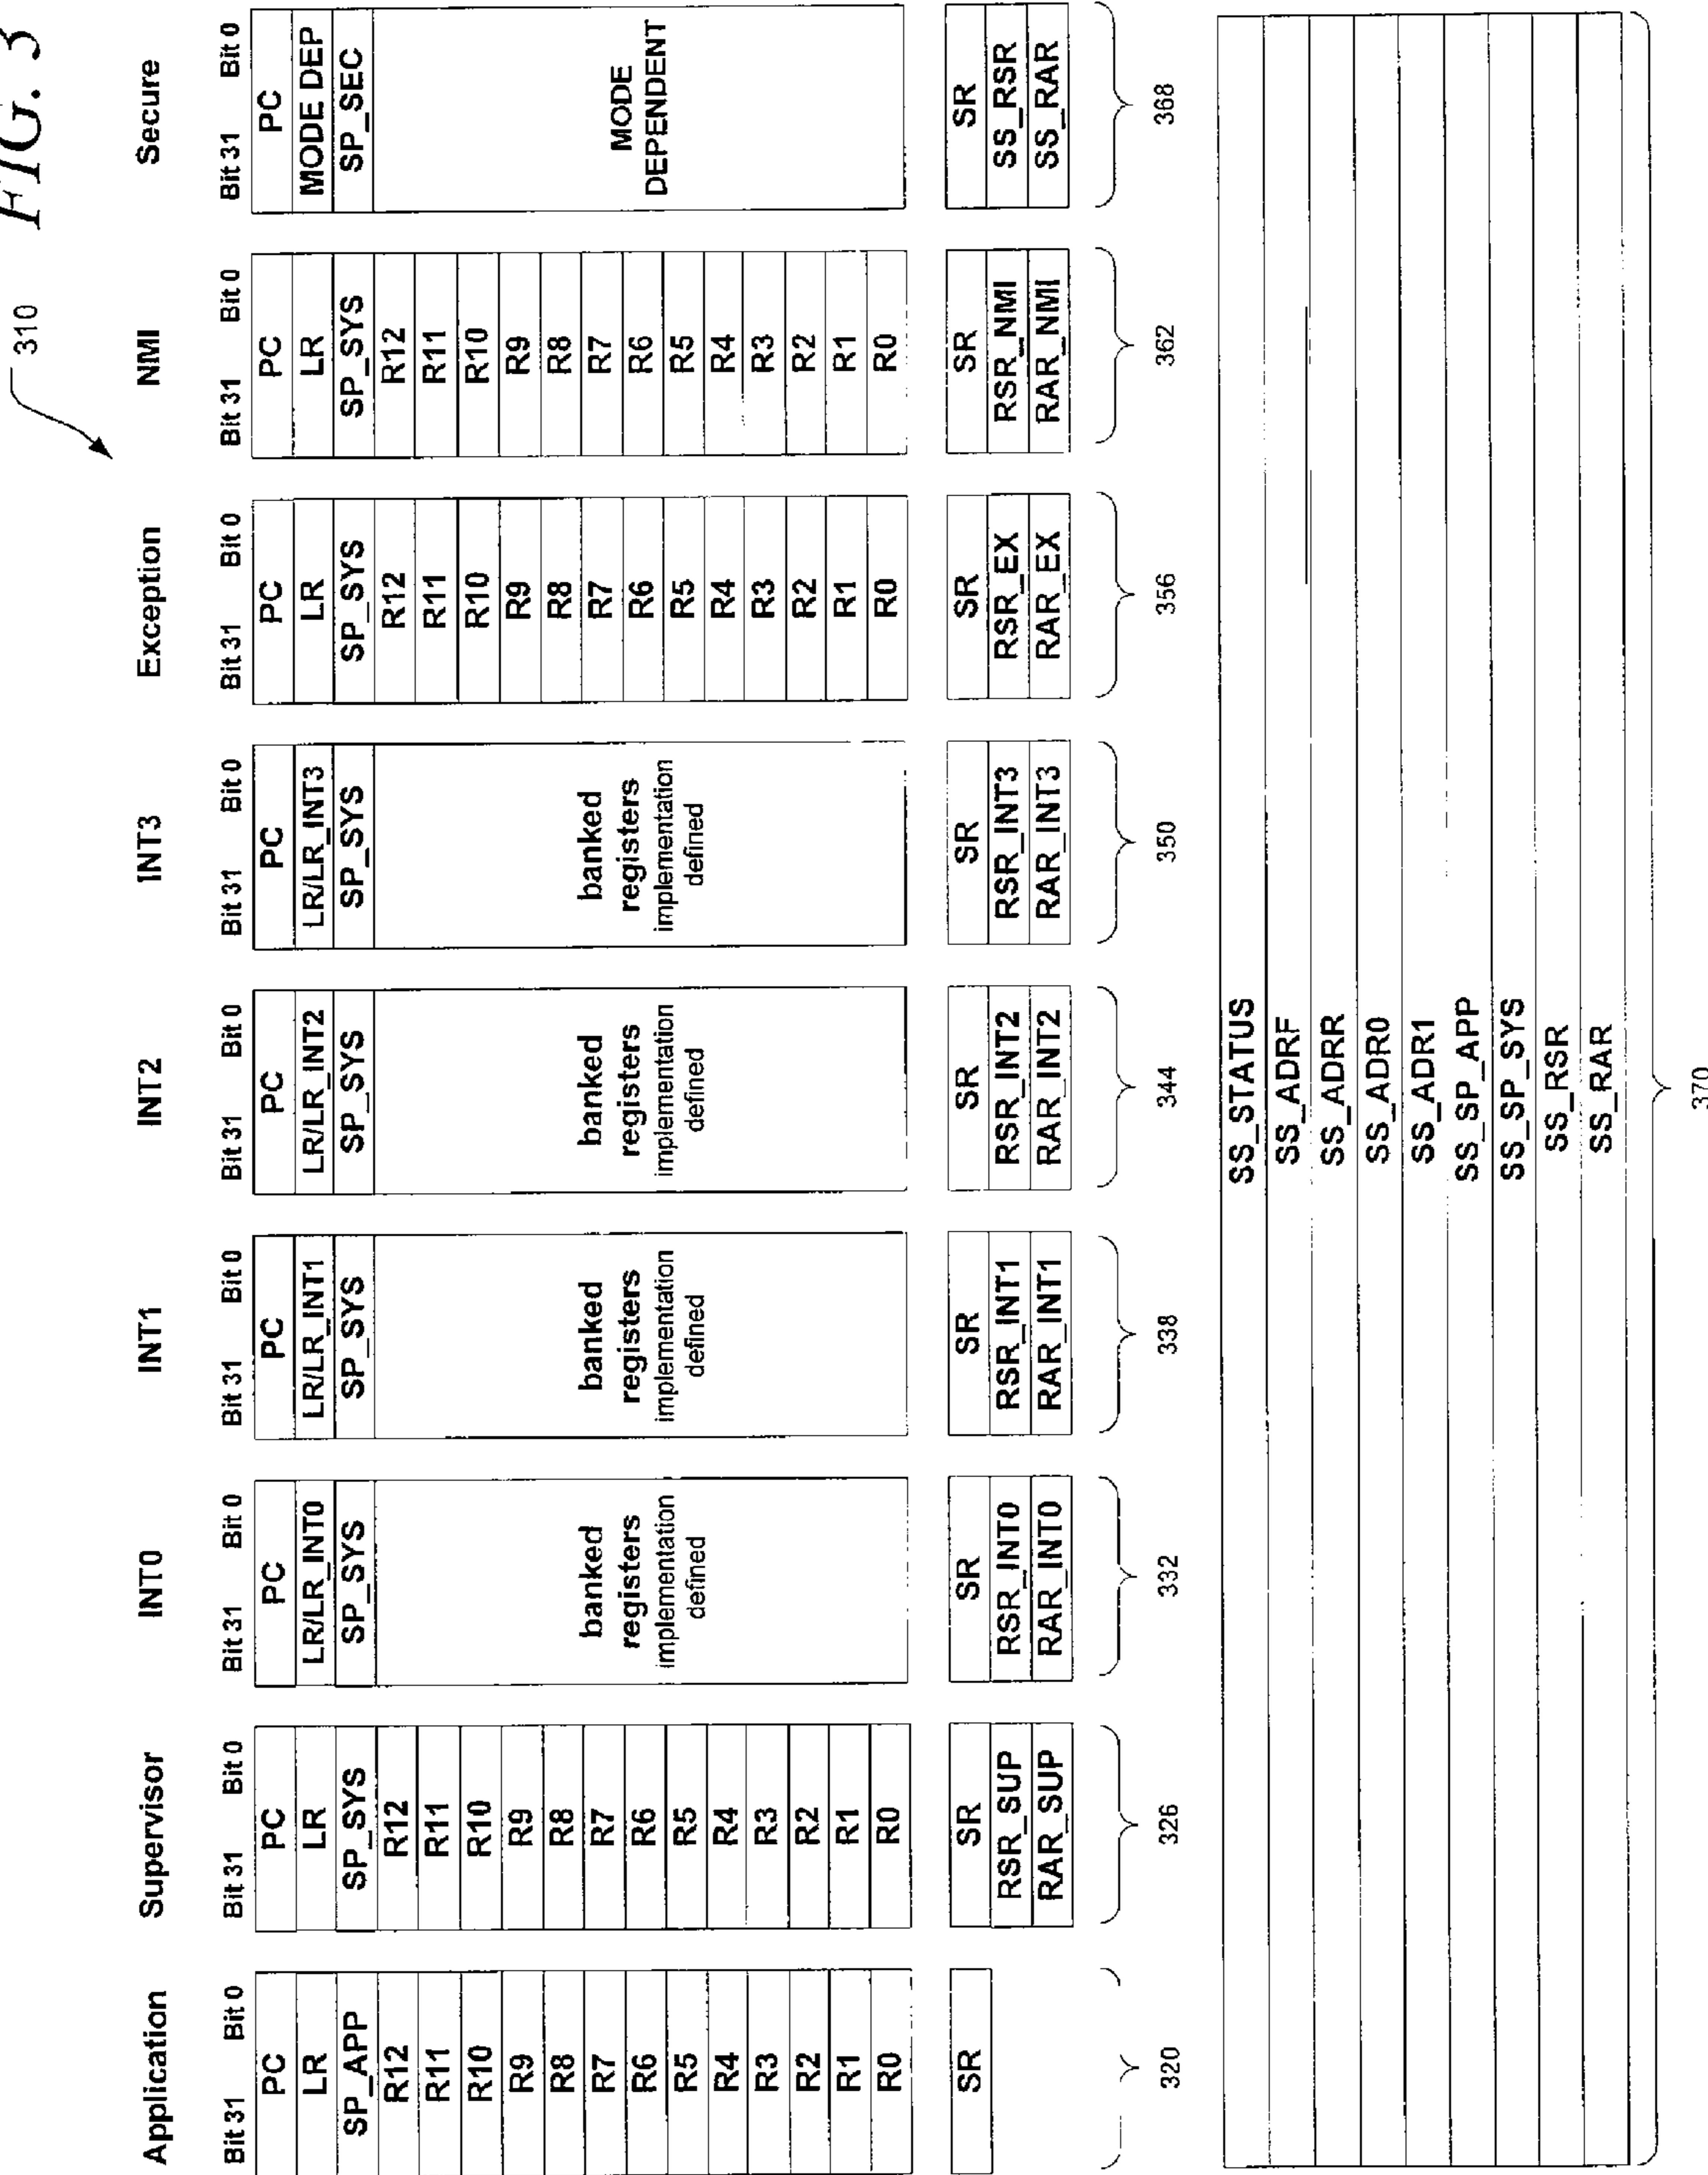 FIG. 3
310
Application
Bit 31 Bit 0
PC
LR
SP_APP
R12
R11
R10
R9
R8
R7
R6
R5
R4
R3
R2
R1
R0
SR
320
Supervisor
Bit 31 Bit 0
PC
LR
SP_SYS
R12
R11
R10
R9
R8
R7
R6
R5
R4
R3
R2
R1
R0
SR
RSR_SUP
RAR_SUP
326
INT0
Bit 31 Bit 0
PC
LR/LR_INT0
SP_SYS
banked
registers
implementation
defined
SR
RSR_INT0
RAR_INT0
332
INT1
Bit 31 Bit 0
PC
LR/LR_INT1
SP_SYS
banked
registers
implementation
defined
SR
RSR_INT1
RAR_INT1
338
INT2
Bit 31 Bit 0
PC
LR/LR_INT2
SP_SYS
banked
registers
implementation
defined
SR
RSR_INT2
RAR_INT2
344
INT3
Bit 31 Bit 0
PC
LR/LR_INT3
SP_SYS
banked
registers
implementation
defined
SR
RSR_INT3
RAR_INT3
350
Exception
Bit 31 Bit 0
PC
LR
SP_SYS
R12
R11
R10
R9
R8
R7
R6
R5
R4
R3
R2
R1
R0
SR
RSR_EX
RAR_EX
356
NMI
Bit 31 Bit 0
PC
LR
SP_SYS
R12
R11
R10
R9
R8
R7
R6
R5
R4
R3
R2
R1
R0
SR
RSR_NMI
RAR_NMI
362
Secure
Bit 31 Bit 0
PC
MODE DEP
SP_SEC
MODE
DEPENDENT
SR
SS_RSR
SS_RAR
368
SS_STATUS
SS_ADRF
SS_ADRR
SS_ADR0
SS_ADR1
SS_SP_APP
SS_SP_SYS
SS_RSR
SS_RAR
370